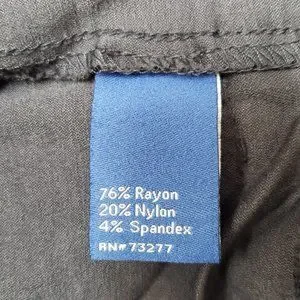 76% Rayon
20% Nylon
4% Spandex
RN# 73277